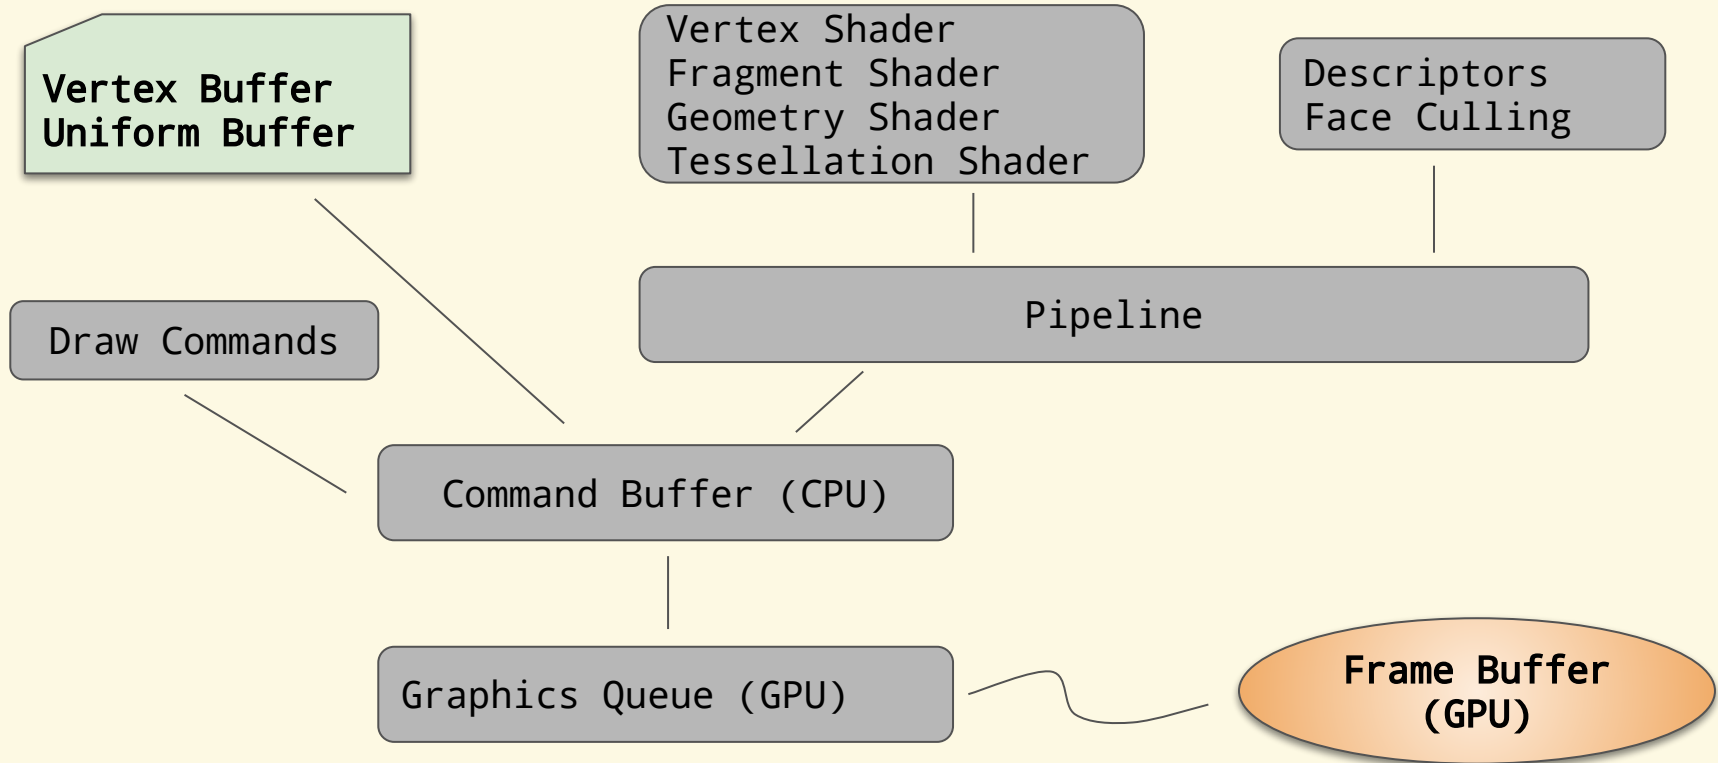 Vertex Buffer
Uniform Buffer
Vertex Shader
Fragment Shader
Geometry Shader
Tessellation Shader
Descriptors
Face Culling
Draw Commands
Pipeline
Command Buffer (CPU)
Graphics Queue (GPU)
Frame Buffer
(GPU)